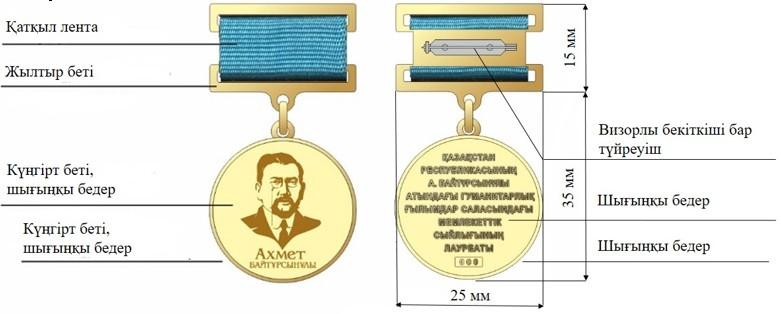 Қатқыл лента
Жылтыр беті
Күңгірт беті,
шығыңқы бедер
Күңгірт беті,
шығыңқы бедер
Ахмет
БАЙТҰРСЫНҰЛЫ
15 мм
35 мм
25 мм
ҚАЗАҚСТАН
РЕСПУБЛИКАСЫНЫҢ
А. БАЙТҰРСЫНҰЛЫ
АТЫНДАҒЫ ГУМАНИТАРЛЫҚ
ҒЫЛЫМДАР САЛАСЫНДАҒЫ
МЕМЛЕКЕТТІК
СЫЙЛЫҒЫНЫҢ
ЛАУРЕАТЫ
000
Визорлы бекіткіші бар
түйреуіш
Шығыңқы бедер
Шығыңқы бедер